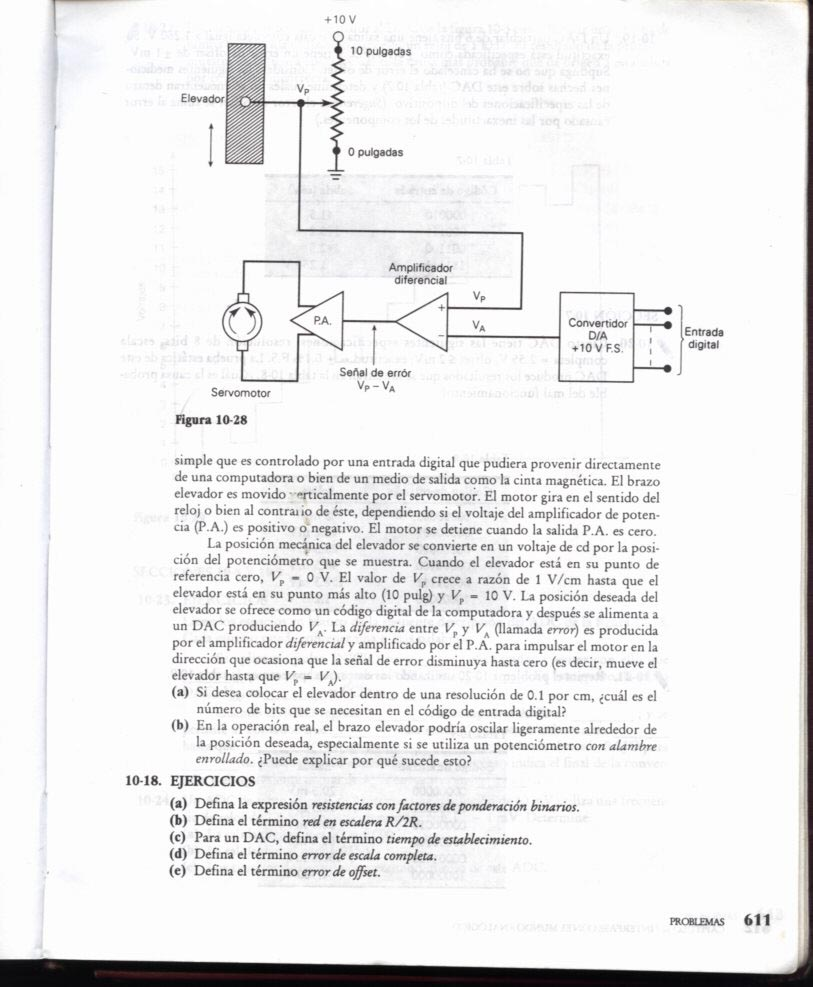 +10 V
10 pulgadas
Elevador
V_P
0 pulgadas
Amplificador
diferencial
V_P
+
P.A.
V_A
−
Convertidor
D/A
+10 V F.S.
Entrada
digital
Señal de error
V_P − V_A
Servomotor
Figura 10-28
simple que es controlado por una entrada digital que pudiera provenir directamente
de una computadora o bien de un medio de salida como la cinta magnética. El brazo
elevador es movido verticalmente por el servomotor. El motor gira en el sentido del
reloj o bien al contrario de éste, dependiendo si el voltaje del amplificador de poten-
cia (P.A.) es positivo o negativo. El motor se detiene cuando la salida P.A. es cero.
La posición mecánica del elevador se convierte en un voltaje de cd por la posi-
ción del potenciómetro que se muestra. Cuando el elevador está en su punto de
referencia cero, V_P = 0 V. El valor de V_P crece a razón de 1 V/cm hasta que el
elevador está en su punto más alto (10 pulg) y V_P = 10 V. La posición deseada del
elevador se ofrece como un código digital de la computadora y después se alimenta a
un DAC produciendo V_A. La diferencia entre V_P y V_A (llamada error) es producida
por el amplificador diferencial y amplificado por el P.A. para impulsar el motor en la
dirección que ocasiona que la señal de error disminuya hasta cero (es decir, mueve el
elevador hasta que V_P = V_A).
(a) Si desea colocar el elevador dentro de una resolución de 0.1 por cm, ¿cuál es el
número de bits que se necesitan en el código de entrada digital?
(b) En la operación real, el brazo elevador podría oscilar ligeramente alrededor de
la posición deseada, especialmente si se utiliza un potenciómetro con alambre
enrollado. ¿Puede explicar por qué sucede esto?
10-18. EJERCICIOS
(a) Defina la expresión resistencias con factores de ponderación binarios.
(b) Defina el término red en escalera R/2R.
(c) Para un DAC, defina el término tiempo de establecimiento.
(d) Defina el término error de escala completa.
(e) Defina el término error de offset.
PROBLEMAS 611